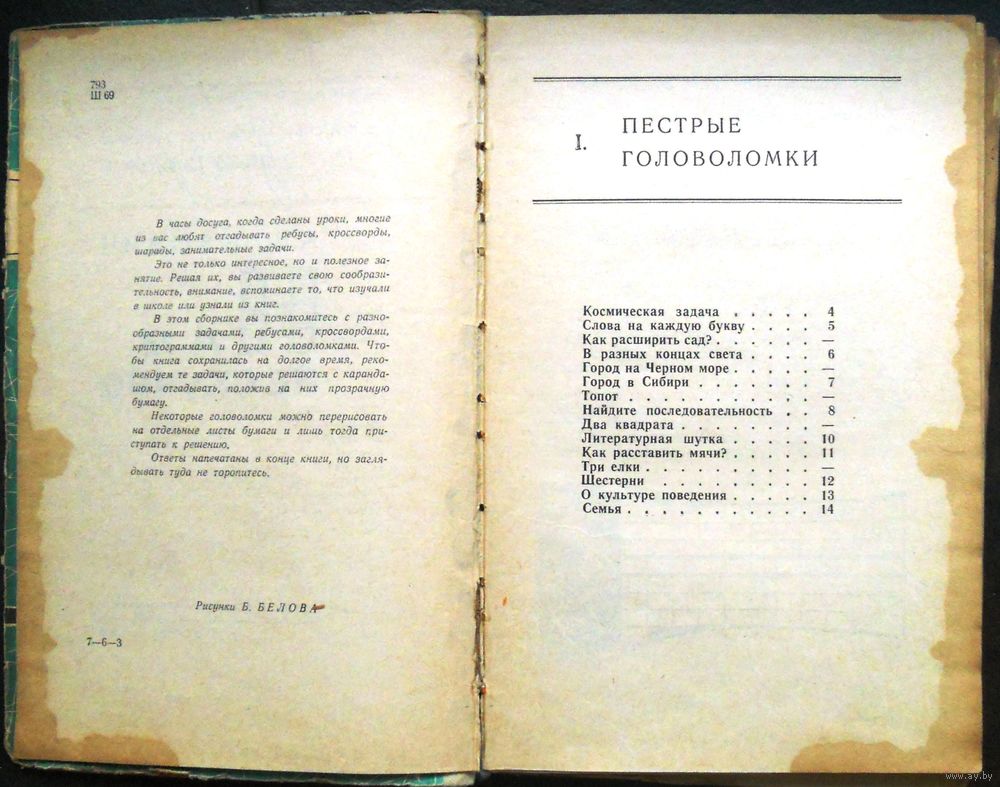 793
Ш 69
В часы досуга, когда сделаны уроки, многие
из вас любят отгадывать ребусы, кроссворды,
шарады, занимательные задачи.
Это не только интересное, но и полезное за-
нятие. Решая их, вы развиваете свою сообрази-
тельность, внимание, вспоминаете то, что изучали
в школе или узнали из книг.
В этом сборнике вы познакомитесь с разно-
образными задачами, ребусами, кроссвордами,
криптограммами и другими головоломками. Что-
бы книга сохранилась на долгое время, реко-
мендуем те задачи, которые решаются с каранда-
шом, отгадывать, положив на них прозрачную
бумагу.
Некоторые головоломки можно перерисовать
на отдельные листы бумаги и лишь тогда при-
ступать к решению.
Ответы напечатаны в конце книги, но загля-
дывать туда не торопитесь.
Рисунки Б. БЕЛОВА
7—6—3
I. ПЕСТРЫЕ
ГОЛОВОЛОМКИ
Космическая задача . . . . . 4
Слова на каждую букву . . . . 5
Как расширить сад? . . . . . —
В разных концах света . . . . 6
Город на Черном море . . . . . —
Город в Сибири . . . . . . . 7
Топот . . . . . . . . . . . —
Найдите последовательность . . 8
Два квадрата . . . . . . . . —
Литературная шутка . . . . . 10
Как расставить мячи? . . . . . 11
Три елки . . . . . . . . . . —
Шестерни . . . . . . . . . 12
О культуре поведения . . . . . 13
Семья . . . . . . . . . . . 14
www.ay.by